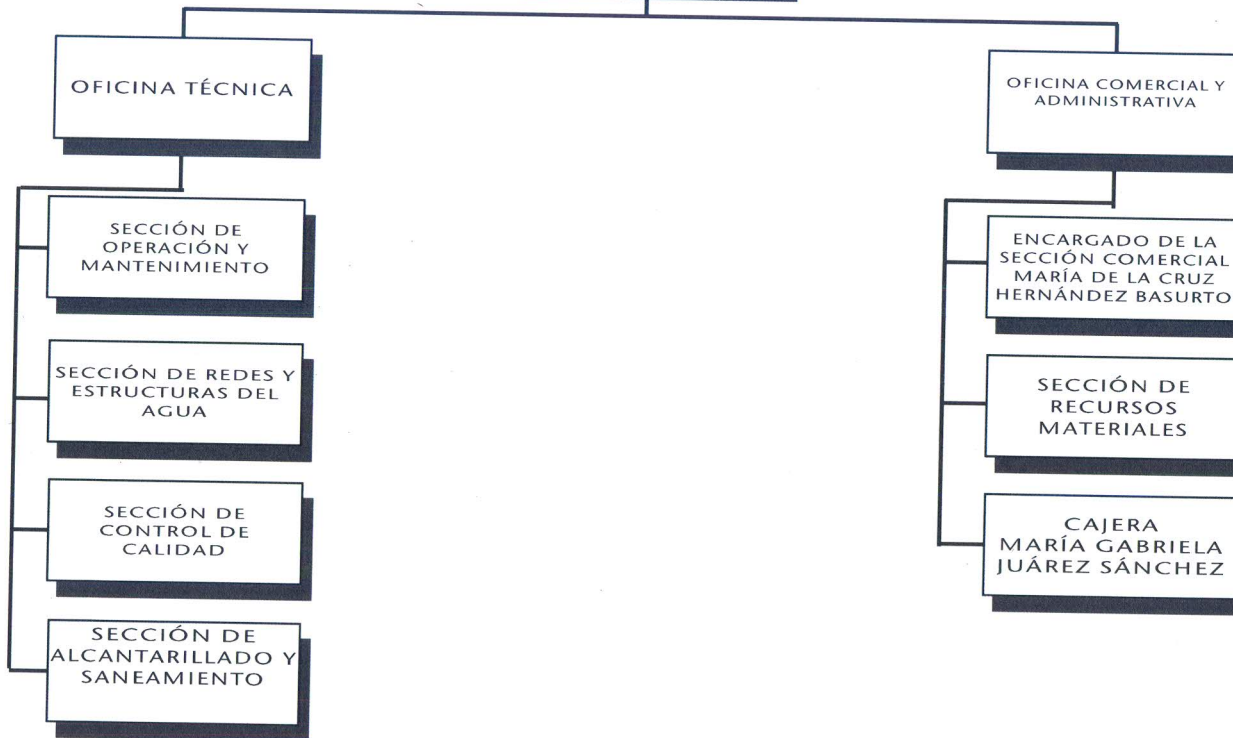 OFICINA TÉCNICA
SECCIÓN DE
OPERACIÓN Y
MANTENIMIENTO
SECCIÓN DE REDES Y
ESTRUCTURAS DEL
AGUA
SECCIÓN DE
CONTROL DE
CALIDAD
SECCIÓN DE
ALCANTARILLADO Y
SANEAMIENTO
OFICINA COMERCIAL Y
ADMINISTRATIVA
ENCARGADO DE LA
SECCIÓN COMERCIAL
MARÍA DE LA CRUZ
HERNÁNDEZ BASURTO
SECCIÓN DE
RECURSOS
MATERIALES
CAJERA
MARÍA GABRIELA
JUÁREZ SÁNCHEZ